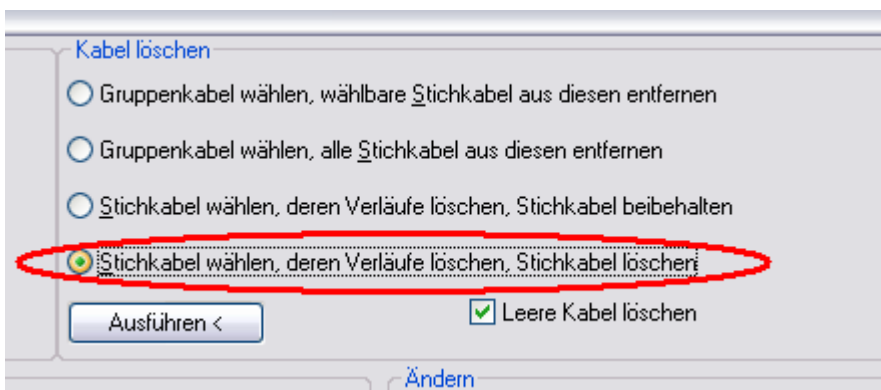 Kabel löschen
Gruppenkabel wählen, wählbare Stichkabel aus diesen entfernen
Gruppenkabel wählen, alle Stichkabel aus diesen entfernen
Stichkabel wählen, deren Verläufe löschen, Stichkabel beibehalten
Stichkabel wählen, deren Verläufe löschen, Stichkabel löschen
Ausführen < Leere Kabel löschen
Ändern